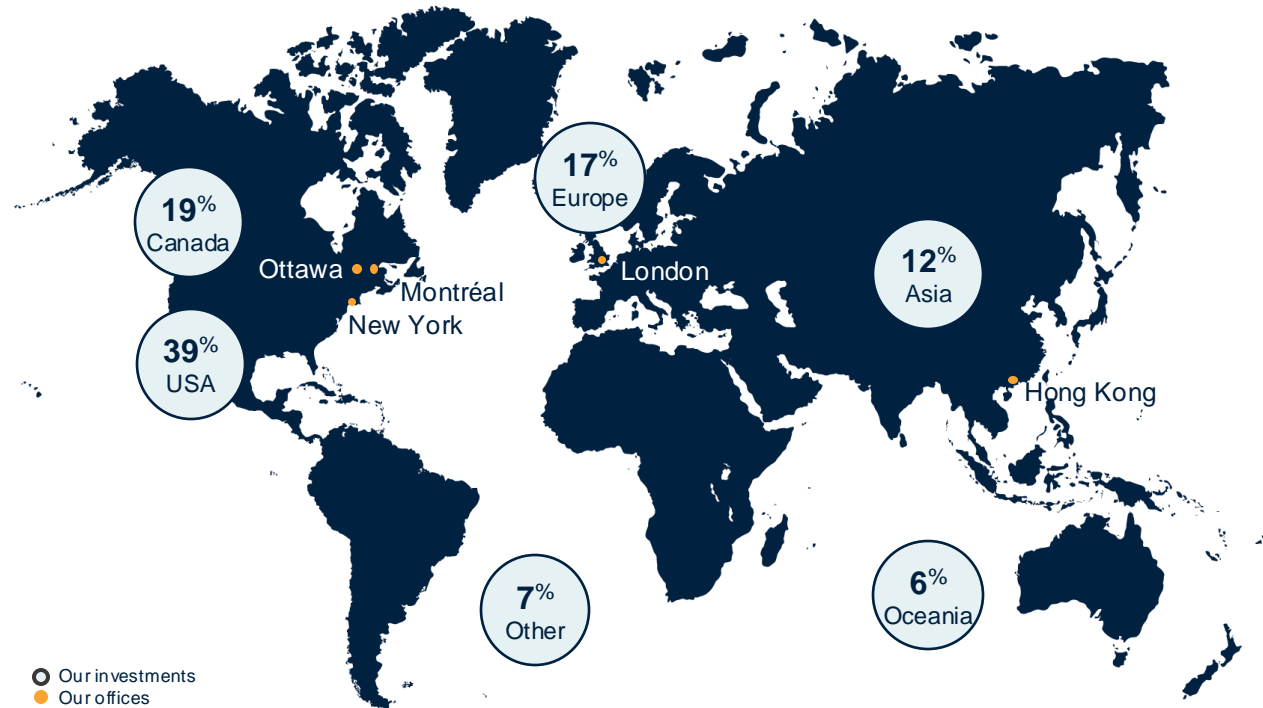 17%
Europe
19%
Canada
12%
Asia
Ottawa
London
Montréal
New York
39%
USA
Hong Kong
7%
Other
6%
Oceania
Our investments
Our offices